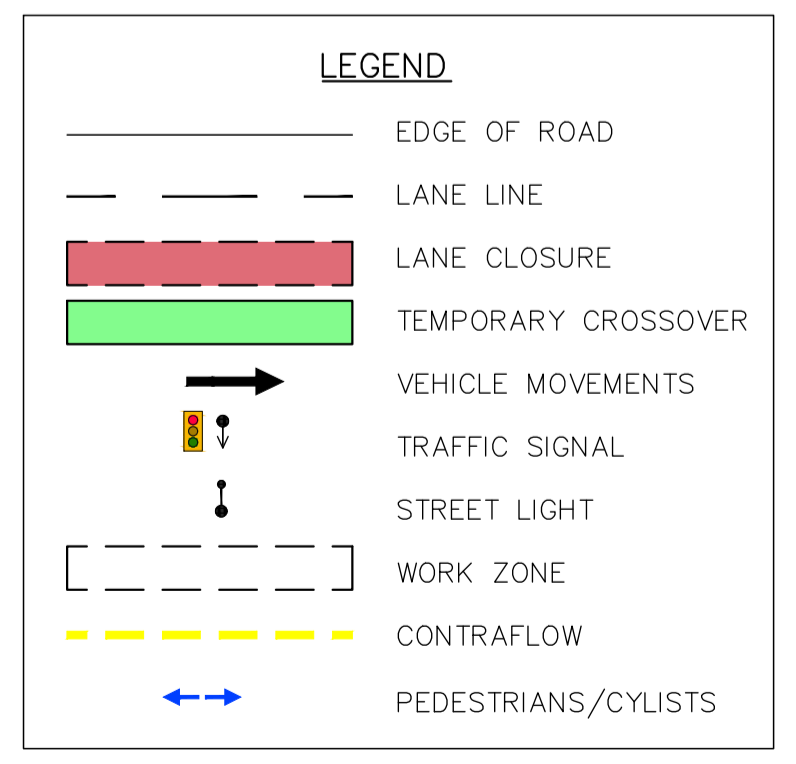 LEGEND
EDGE OF ROAD
LANE LINE
LANE CLOSURE
TEMPORARY CROSSOVER
VEHICLE MOVEMENTS
TRAFFIC SIGNAL
STREET LIGHT
WORK ZONE
CONTRAFLOW
PEDESTRIANS/CYLISTS